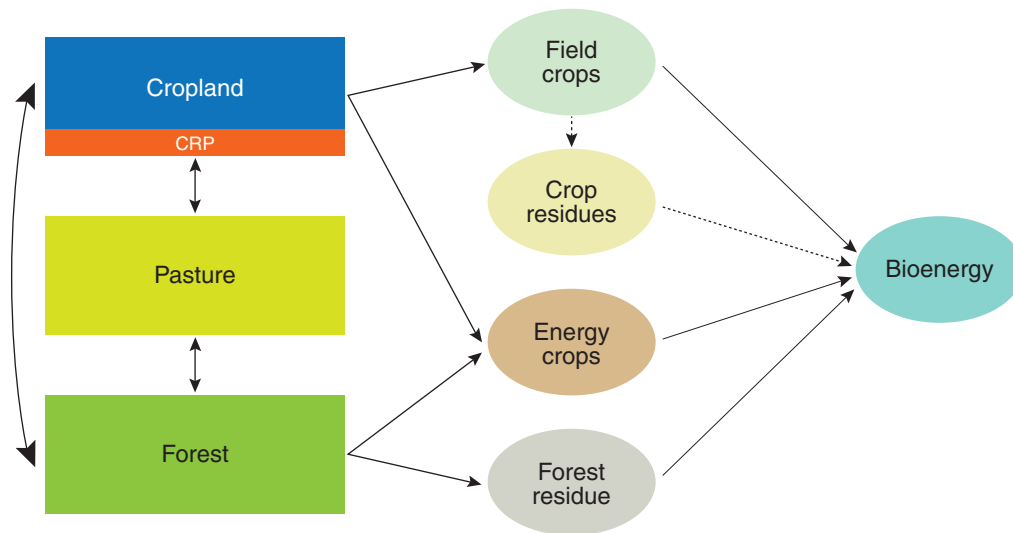 Cropland
CRP
Pasture
Forest
Field
crops
Crop
residues
Energy
crops
Forest
residue
Bioenergy